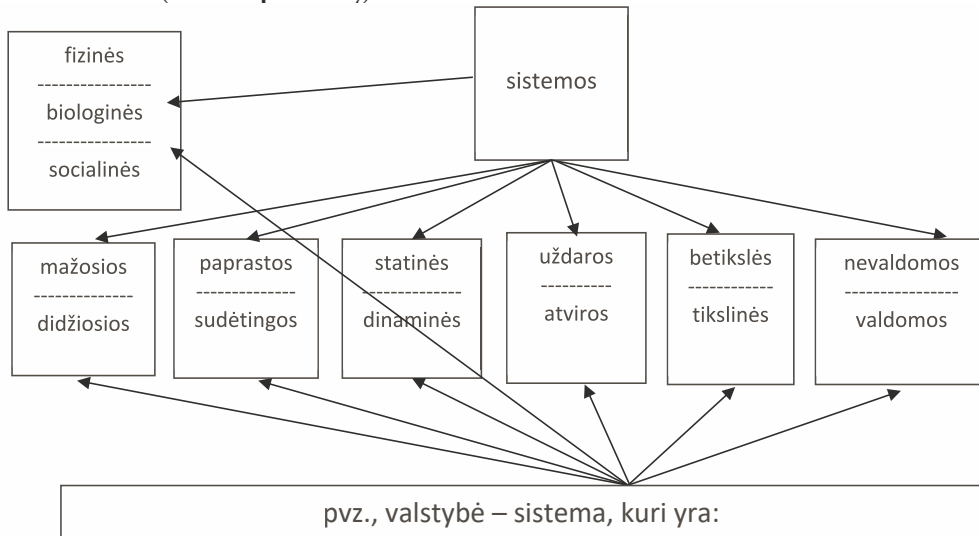 fizinės
biologinės
socialinės
sistemos
mažosios
didžiosios
paprastos
sudėtingos
statinės
dinaminės
uždaros
atviros
betikslės
tikslinės
nevaldomos
valdomos
pvz., valstybė – sistema, kuri yra: